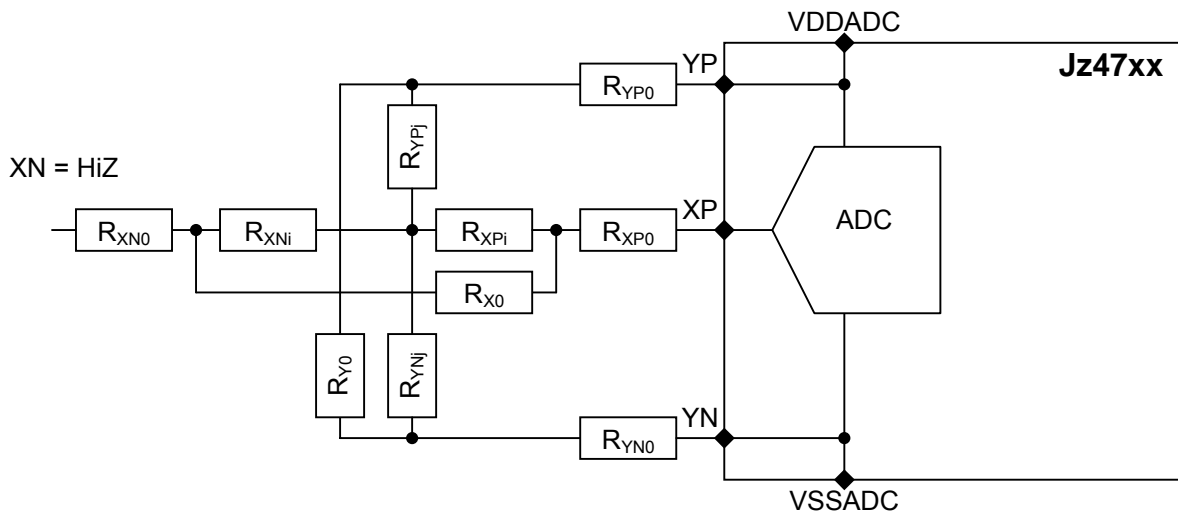 VDDADC
Jz47xx
YP
R_YP0
R_YPj
XN = HiZ
XP
ADC
R_XN0
R_XNi
R_XPi
R_XP0
R_X0
R_Y0
R_YNj
YN
R_YN0
VSSADC